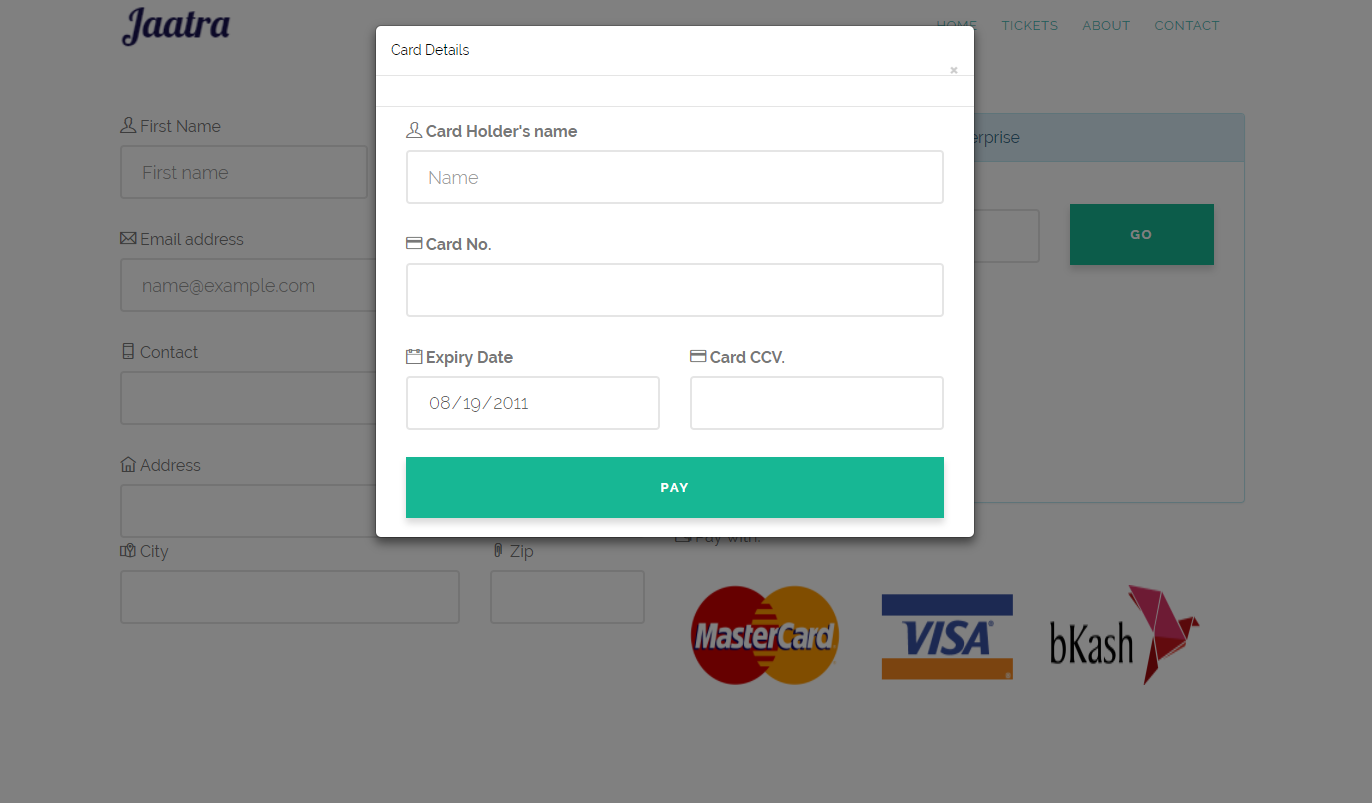 Jaatra
HOME TICKETS ABOUT CONTACT
Card Details
×
First Name
First name
Email address
name@example.com
Contact
Address
City
Zip
Card Holder's name
Name
Card No.
Expiry Date
Card CCV.
08/19/2011
PAY
GO
Pay with:
MasterCard
VISA
bKash